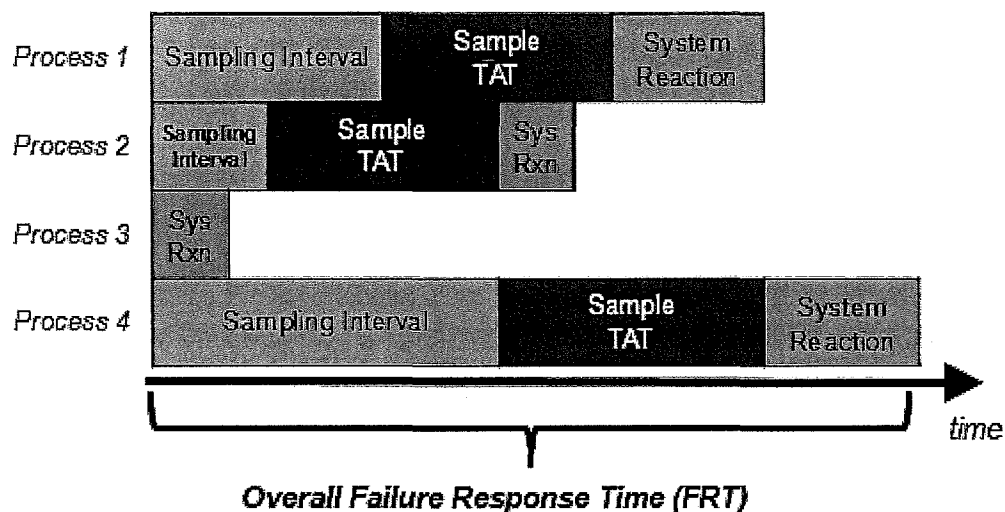 Process 1
Sampling Interval
Sample
TAT
System
Reaction
Process 2
Sampling
Interval
Sample
TAT
Sys
Rxn
Process 3
Sys
Rxn
Process 4
Sampling Interval
Sample
TAT
System
Reaction
time
Overall Failure Response Time (FRT)